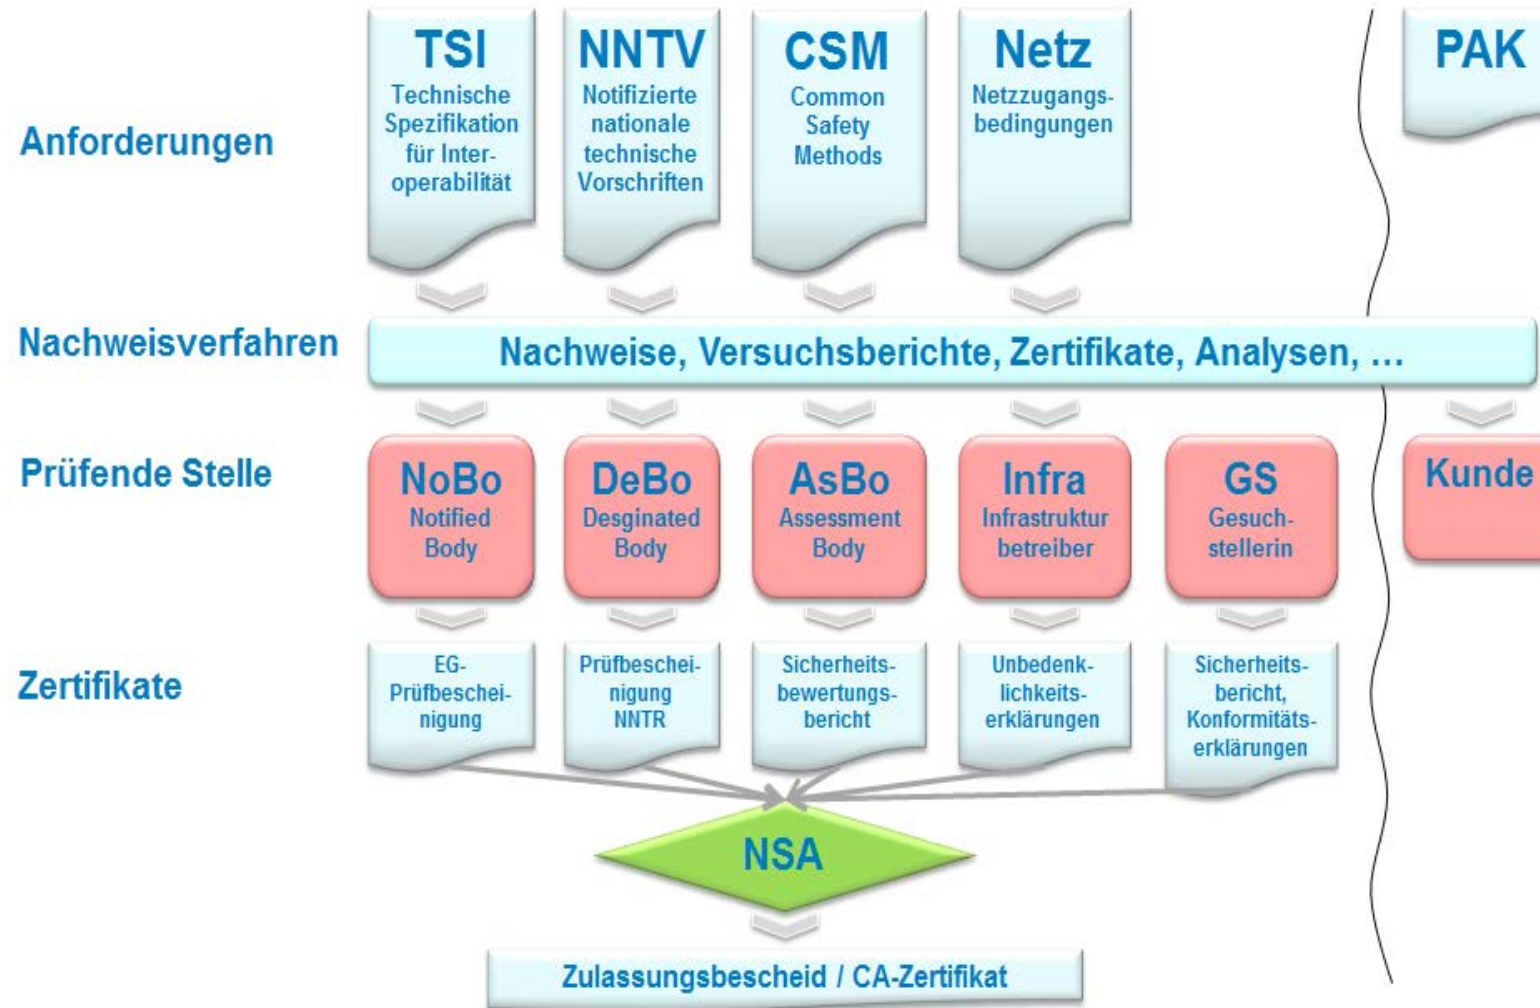 TSI
Technische
Spezifikation
für Inter-
operabilität
NNTV
Notifizierte
nationale
technische
Vorschriften
CSM
Common
Safety
Methods
Netz
Netzzugangs-
bedingungen
PAK
Anforderungen
Nachweisverfahren
Nachweise, Versuchsberichte, Zertifikate, Analysen, ...
Prüfende Stelle
NoBo
Notified
Body
DeBo
Desginated
Body
AsBo
Assessment
Body
Infra
Infrastruktur
betreiber
GS
Gesuch-
stellerin
Kunde
Zertifikate
EG-
Prüfbeschei-
nigung
Prüfbeschei-
nigung
NNTR
Sicherheits-
bewertungs-
bericht
Unbedenk-
lichkeits-
erklärungen
Sicherheits-
bericht,
Konformitäts-
erklärungen
NSA
Zulassungsbescheid / CA-Zertifikat